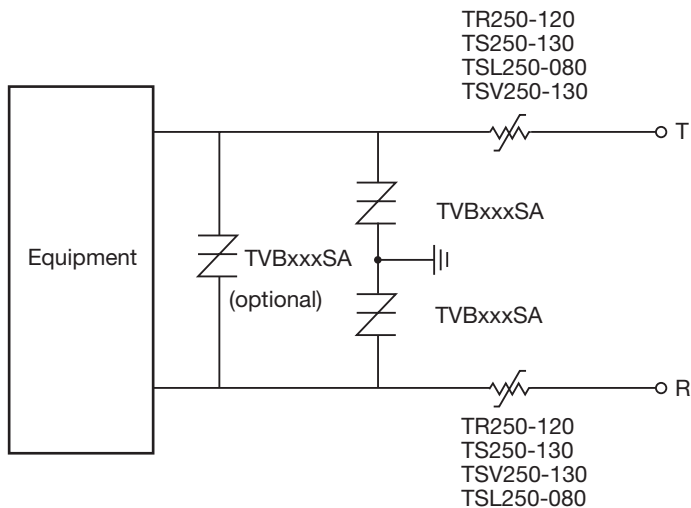 TR250-120
TS250-130
TSL250-080
TSV250-130
T
TVBxxxSA
Equipment
TVBxxxSA
(optional)
TVBxxxSA
R
TR250-120
TS250-130
TSV250-130
TSL250-080